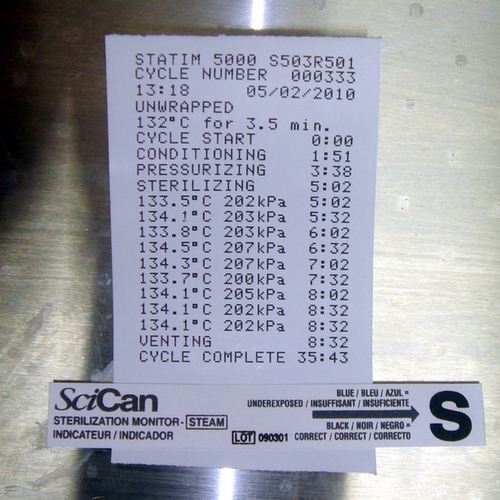 STATIM 5000 S503R501
CYCLE NUMBER 000333
13:18 05/02/2010
UNWRAPPED
132°C for 3.5 min.
CYCLE START 0:00
CONDITIONING 1:51
PRESSURIZING 3:38
STERILIZING 5:02
133.5°C 202kPa 5:02
134.1°C 203kPa 5:32
133.8°C 203kPa 6:02
134.5°C 207kPa 6:32
134.3°C 207kPa 7:02
133.7°C 200kPa 7:32
134.1°C 205kPa 8:02
134.1°C 202kPa 8:32
134.1°C 202kPa 8:32
VENTING 8:32
CYCLE COMPLETE 35:43
SciCan
STERILIZATION MONITOR - STEAM
INDICATEUR / INDICADOR
LOT 090301
BLUE / BLEU / AZUL =
UNDEREXPOSED / INSUFFISANT / INSUFICIENTE
BLACK / NOIR / NEGRO =
CORRECT / CORRECT / CORRECTO
S